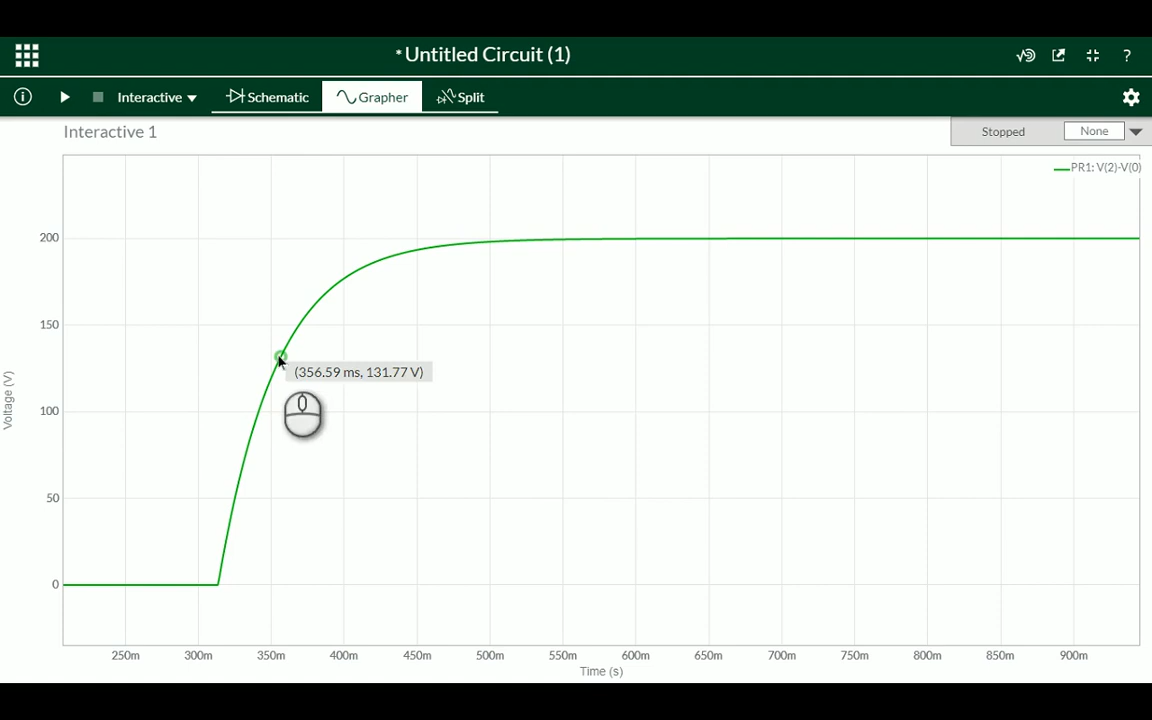 *Untitled Circuit (1)
?
Interactive
Schematic
Grapher
Split
Interactive 1
Stopped
None
PR1: V(2)-V(0)
200
150
100
50
0
Voltage (V)
(356.59 ms, 131.77 V)
250m 300m 350m 400m 450m 500m 550m 600m 650m 700m 750m 800m 850m 900m
Time (s)